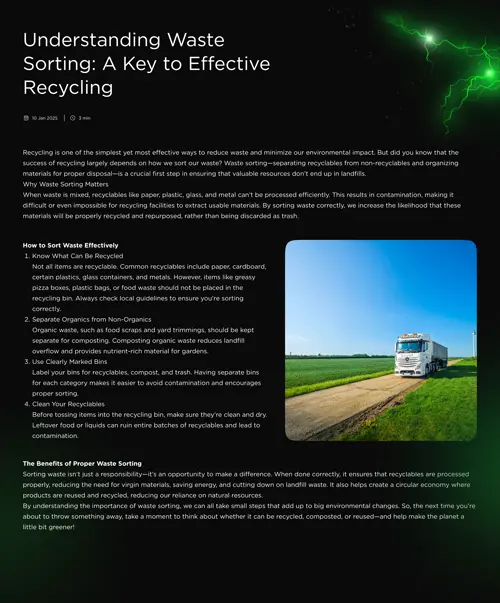 Understanding Waste
Sorting: A Key to Effective
Recycling
10 Jan 2025 | 3 min
Recycling is one of the simplest yet most effective ways to reduce waste and minimize our environmental impact. But did you know that the
success of recycling largely depends on how we sort our waste? Waste sorting—separating recyclables from non-recyclables and organizing
materials for proper disposal—is a crucial first step in ensuring that valuable resources don't end up in landfills.
Why Waste Sorting Matters
When waste is mixed, recyclables like paper, plastic, glass, and metal can't be processed efficiently. This results in contamination, making it
difficult or even impossible for recycling facilities to extract usable materials. By sorting waste correctly, we increase the likelihood that these
materials will be properly recycled and repurposed, rather than being discarded as trash.
How to Sort Waste Effectively
1. Know What Can Be Recycled
Not all items are recyclable. Common recyclables include paper, cardboard,
certain plastics, glass containers, and metals. However, items like greasy
pizza boxes, plastic bags, or food waste should not be placed in the
recycling bin. Always check local guidelines to ensure you're sorting
correctly.
2. Separate Organics from Non-Organics
Organic waste, such as food scraps and yard trimmings, should be kept
separate for composting. Composting organic waste reduces landfill
overflow and provides nutrient-rich material for gardens.
3. Use Clearly Marked Bins
Label your bins for recyclables, compost, and trash. Having separate bins
for each category makes it easier to avoid contamination and encourages
proper sorting.
4. Clean Your Recyclables
Before tossing items into the recycling bin, make sure they're clean and dry.
Leftover food or liquids can ruin entire batches of recyclables and lead to
contamination.
The Benefits of Proper Waste Sorting
Sorting waste isn't just a responsibility—it's an opportunity to make a difference. When done correctly, it ensures that recyclables are processed
properly, reducing the need for virgin materials, saving energy, and cutting down on landfill waste. It also helps create a circular economy where
products are reused and recycled, reducing our reliance on natural resources.
By understanding the importance of waste sorting, we can all take small steps that add up to big environmental changes. So, the next time you're
about to throw something away, take a moment to think about whether it can be recycled, composted, or reused—and help make the planet a
little bit greener!